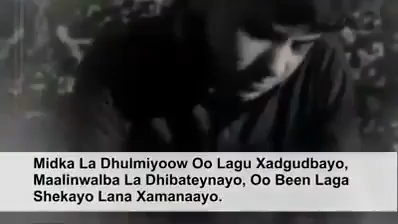 Midka La Dhulmiyoow Oo Lagu Xadgudbayo,
Maalinwalba La Dhibateynayo, Oo Been Laga
Shekayo Lana Xamanaayo.